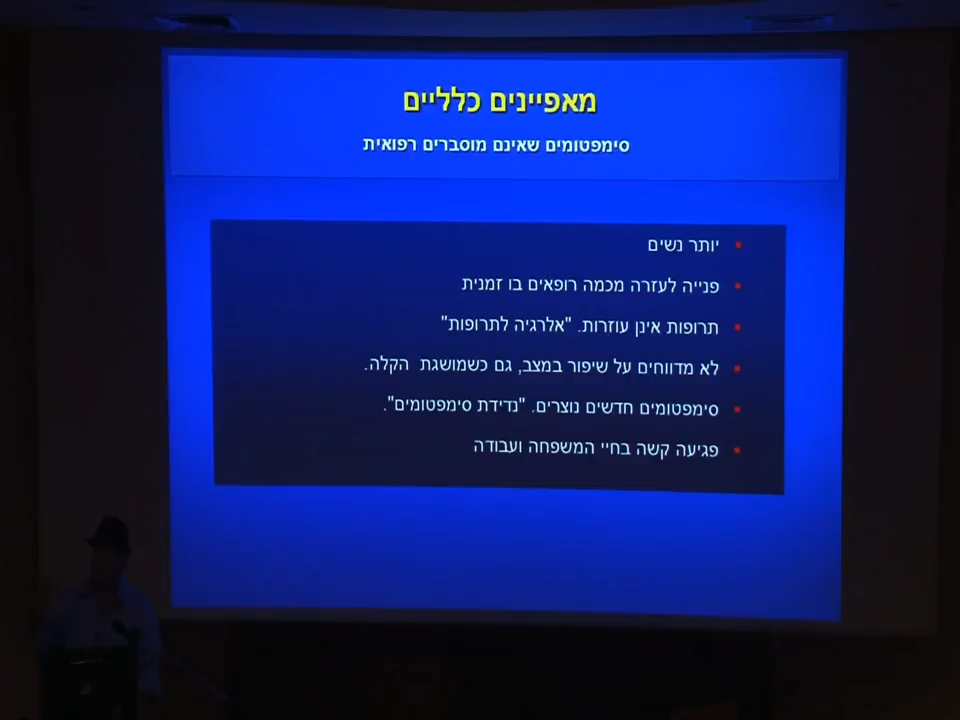 מאפיינים כלליים
סימפטומים שאינם מוסברים רפואית
יותר נשים
פנייה לעזרה מכמה רופאים בו זמנית
תרופות אינן עוזרות. "אלרגיה לתרופות"
לא מדווחים על שיפור במצב, גם כשמושגת הקלה.
סימפטומים חדשים נוצרים. "נדידת סימפטומים".
פגיעה קשה בחיי המשפחה ועבודה